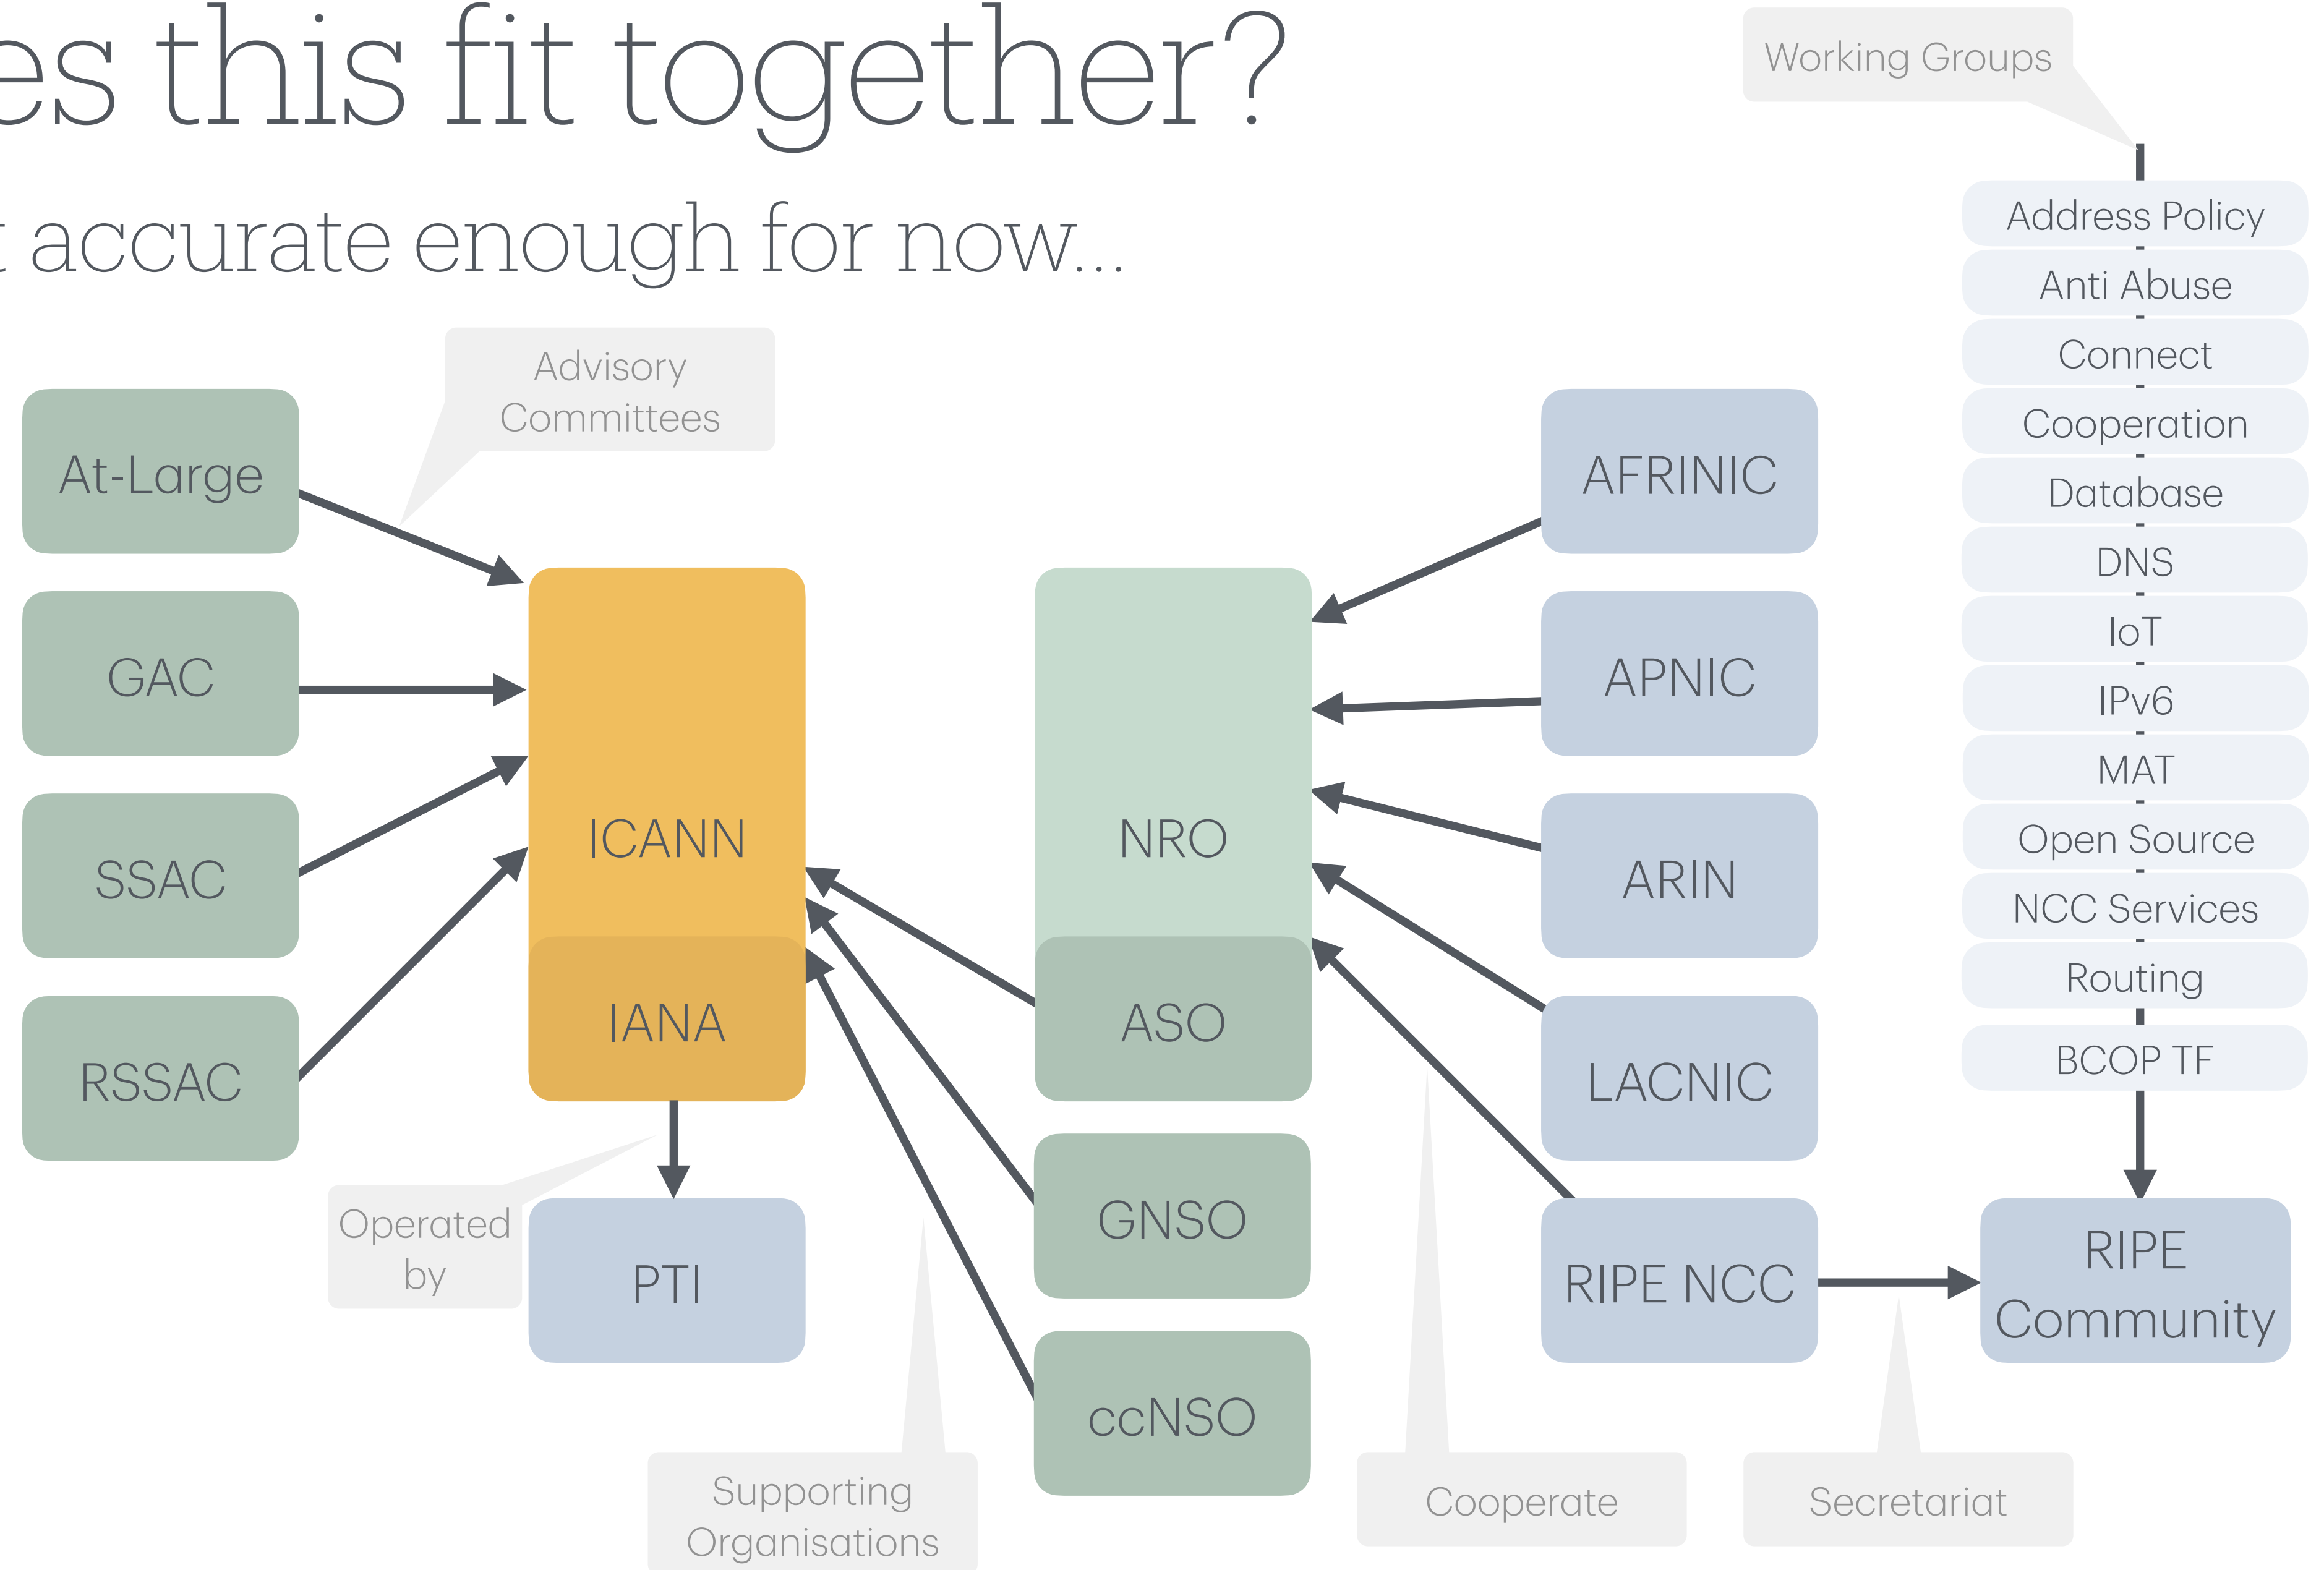 es this fit together?
accurate enough for now...
Working Groups
Address Policy
Anti Abuse
Connect
Cooperation
Database
DNS
IoT
IPv6
MAT
Open Source
NCC Services
Routing
BCOP TF
Advisory
Committees
At-Large
GAC
SSAC
RSSAC
ICANN
IANA
Operated
by
PTI
NRO
ASO
GNSO
ccNSO
Supporting
Organisations
AFRINIC
APNIC
ARIN
LACNIC
RIPE NCC
RIPE
Community
Cooperate
Secretariat